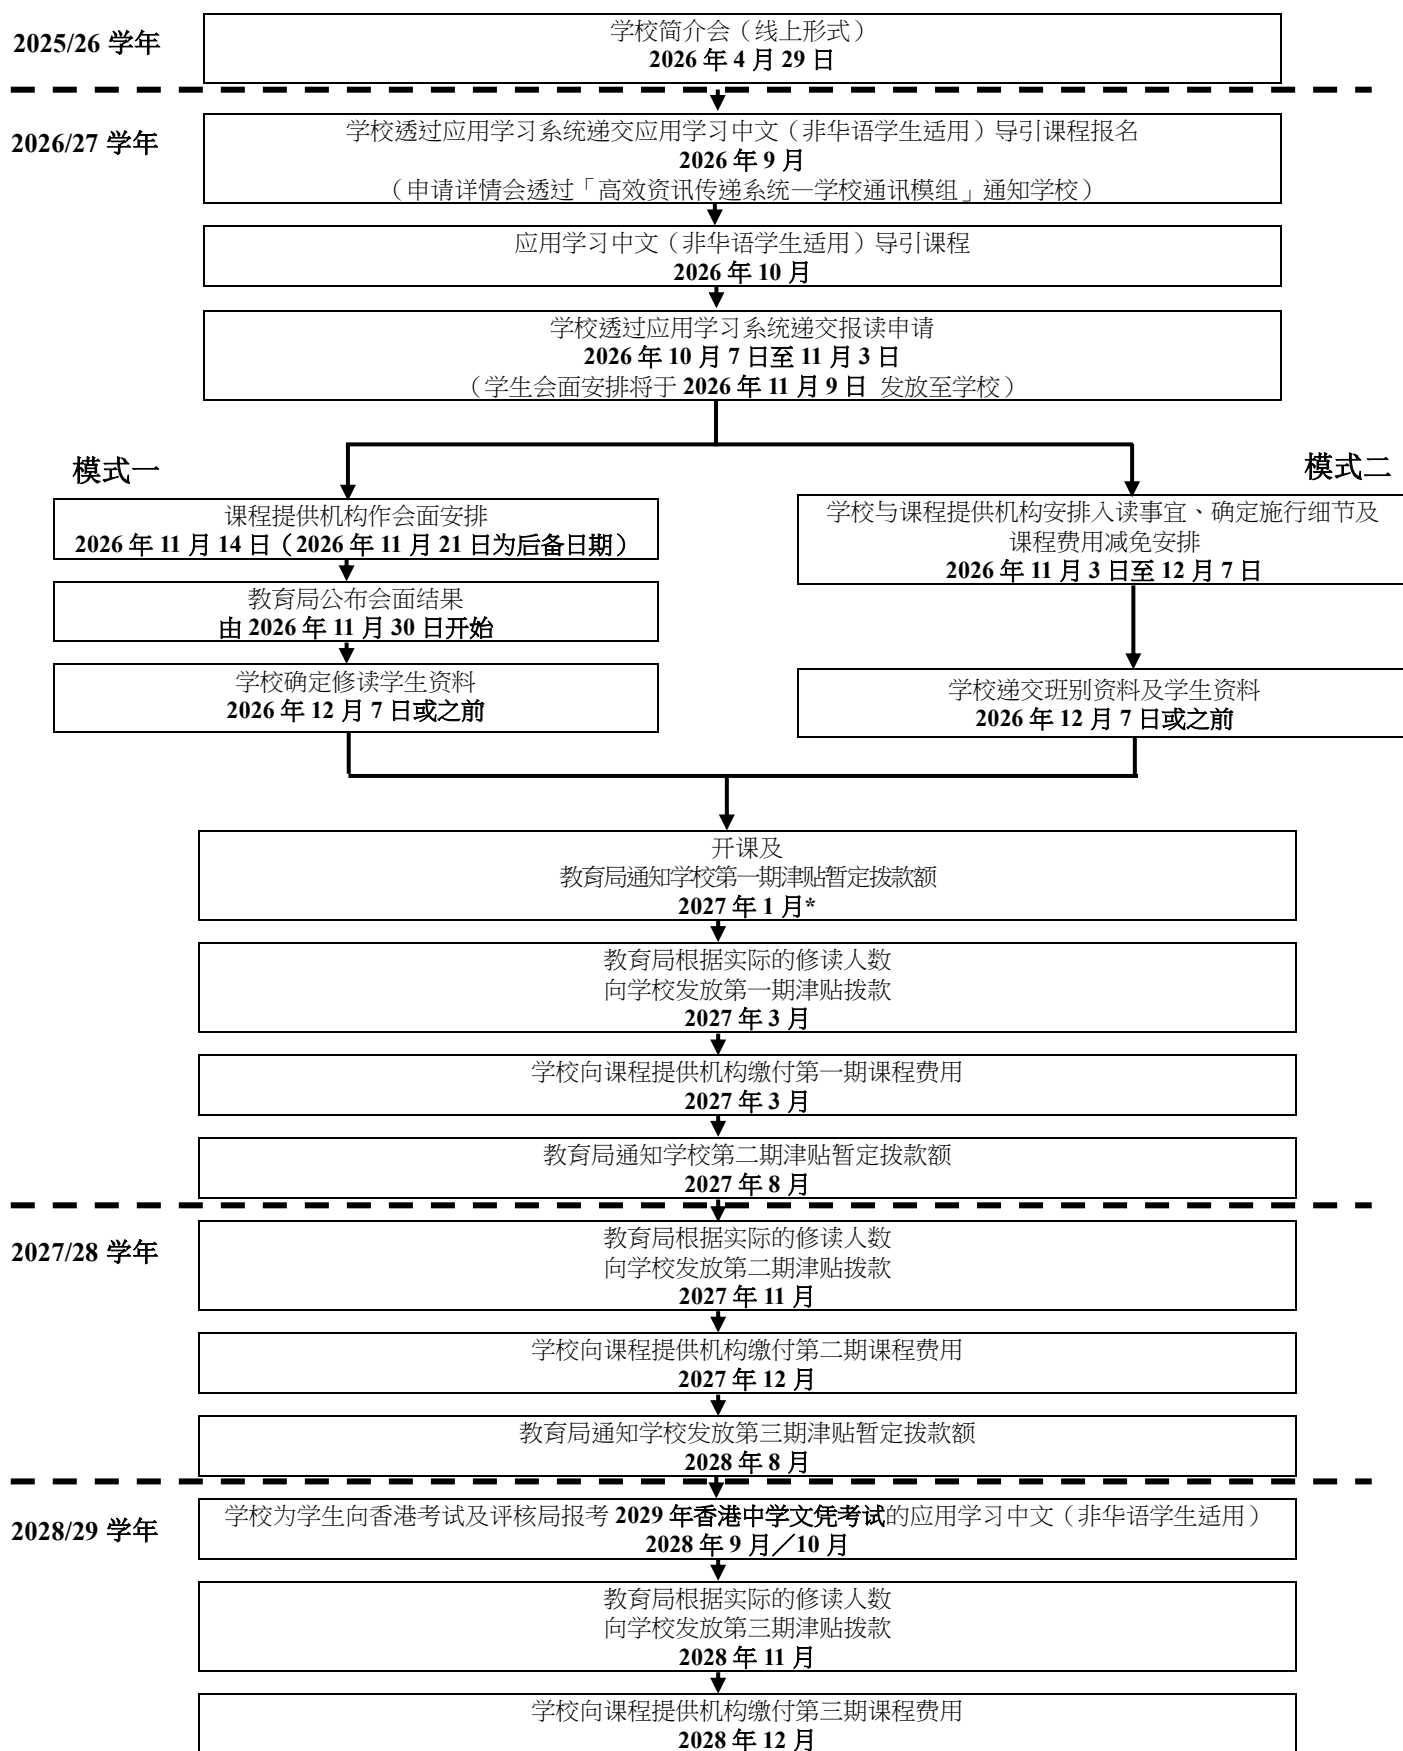 2025/26 学年
学校简介会（线上形式）
2026 年 4 月 29 日
2026/27 学年
学校透过应用学习系统递交应用学习中文（非华语学生适用）导引课程报名
2026 年 9 月
（申请详情会透过「高效资讯传递系统—学校通讯模组」通知学校）
应用学习中文（非华语学生适用）导引课程
2026 年 10 月
学校透过应用学习系统递交报读申请
2026 年 10 月 7 日至 11 月 3 日
（学生会面安排将于 2026 年 11 月 9 日 发放至学校）
模式一
课程提供机构作会面安排
2026 年 11 月 14 日（2026 年 11 月 21 日为后备日期）
教育局公布会面结果
由 2026 年 11 月 30 日开始
学校确定修读学生资料
2026 年 12 月 7 日或之前
模式二
学校与课程提供机构安排入读事宜、确定施行细节及
课程费用减免安排
2026 年 11 月 3 日至 12 月 7 日
学校递交班别资料及学生资料
2026 年 12 月 7 日或之前
开课及
教育局通知学校第一期津贴暂定拨款额
2027 年 1 月*
教育局根据实际的修读人数
向学校发放第一期津贴拨款
2027 年 3 月
学校向课程提供机构缴付第一期课程费用
2027 年 3 月
教育局通知学校第二期津贴暂定拨款额
2027 年 8 月
2027/28 学年
教育局根据实际的修读人数
向学校发放第二期津贴拨款
2027 年 11 月
学校向课程提供机构缴付第二期课程费用
2027 年 12 月
教育局通知学校发放第三期津贴暂定拨款额
2028 年 8 月
2028/29 学年
学校为学生向香港考试及评核局报考 2029 年香港中学文凭考试的应用学习中文（非华语学生适用）
2028 年 9 月／10 月
教育局根据实际的修读人数
向学校发放第三期津贴拨款
2028 年 11 月
学校向课程提供机构缴付第三期课程费用
2028 年 12 月